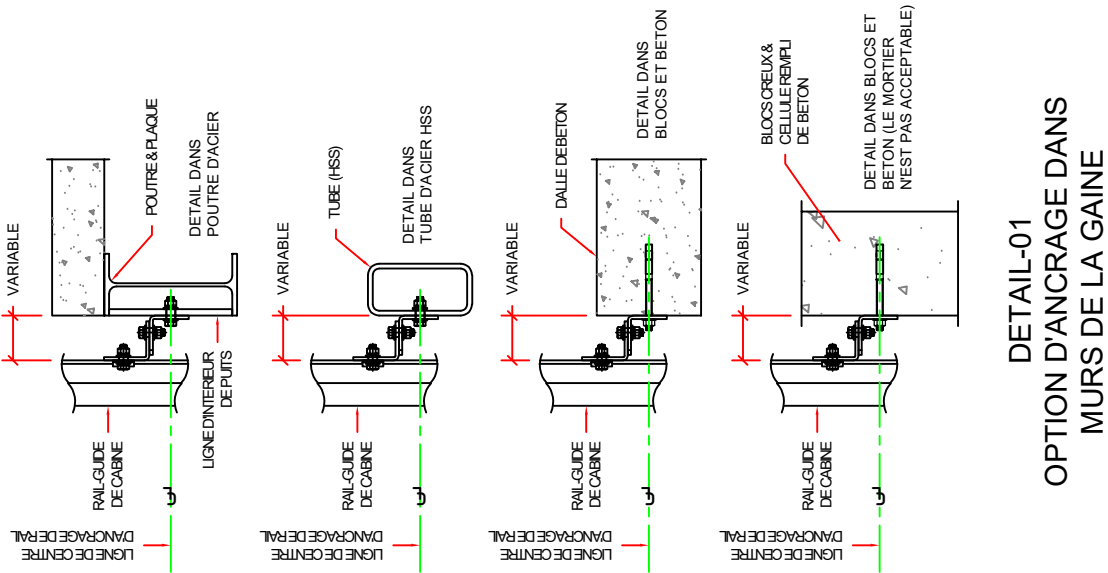 VARIABLE
POUTRE & PLAQUE
DETAIL DANS
POUTRE D'ACIER
LIGNE D'INTERIEUR
DE PUITS
RAIL-GUIDE
DE CABINE
LIGNE DE CENTRE
D'ANCRAGE DE RAIL
VARIABLE
TUBE (HSS)
DETAIL DANS
TUBE D'ACIER HSS
RAIL-GUIDE
DE CABINE
LIGNE DE CENTRE
D'ANCRAGE DE RAIL
VARIABLE
DALLE DE BETON
DETAIL DANS
BLOCS ET BETON
RAIL-GUIDE
DE CABINE
LIGNE DE CENTRE
D'ANCRAGE DE RAIL
VARIABLE
BLOCS CREUX &
CELLULE REMPLI
DE BETON
DETAIL DANS BLOCS ET
BETON (LE MORTIER
N'EST PAS ACCEPTABLE)
RAIL-GUIDE
DE CABINE
LIGNE DE CENTRE
D'ANCRAGE DE RAIL
DETAIL-01
OPTION D'ANCRAGE DANS
MURS DE LA GAINE